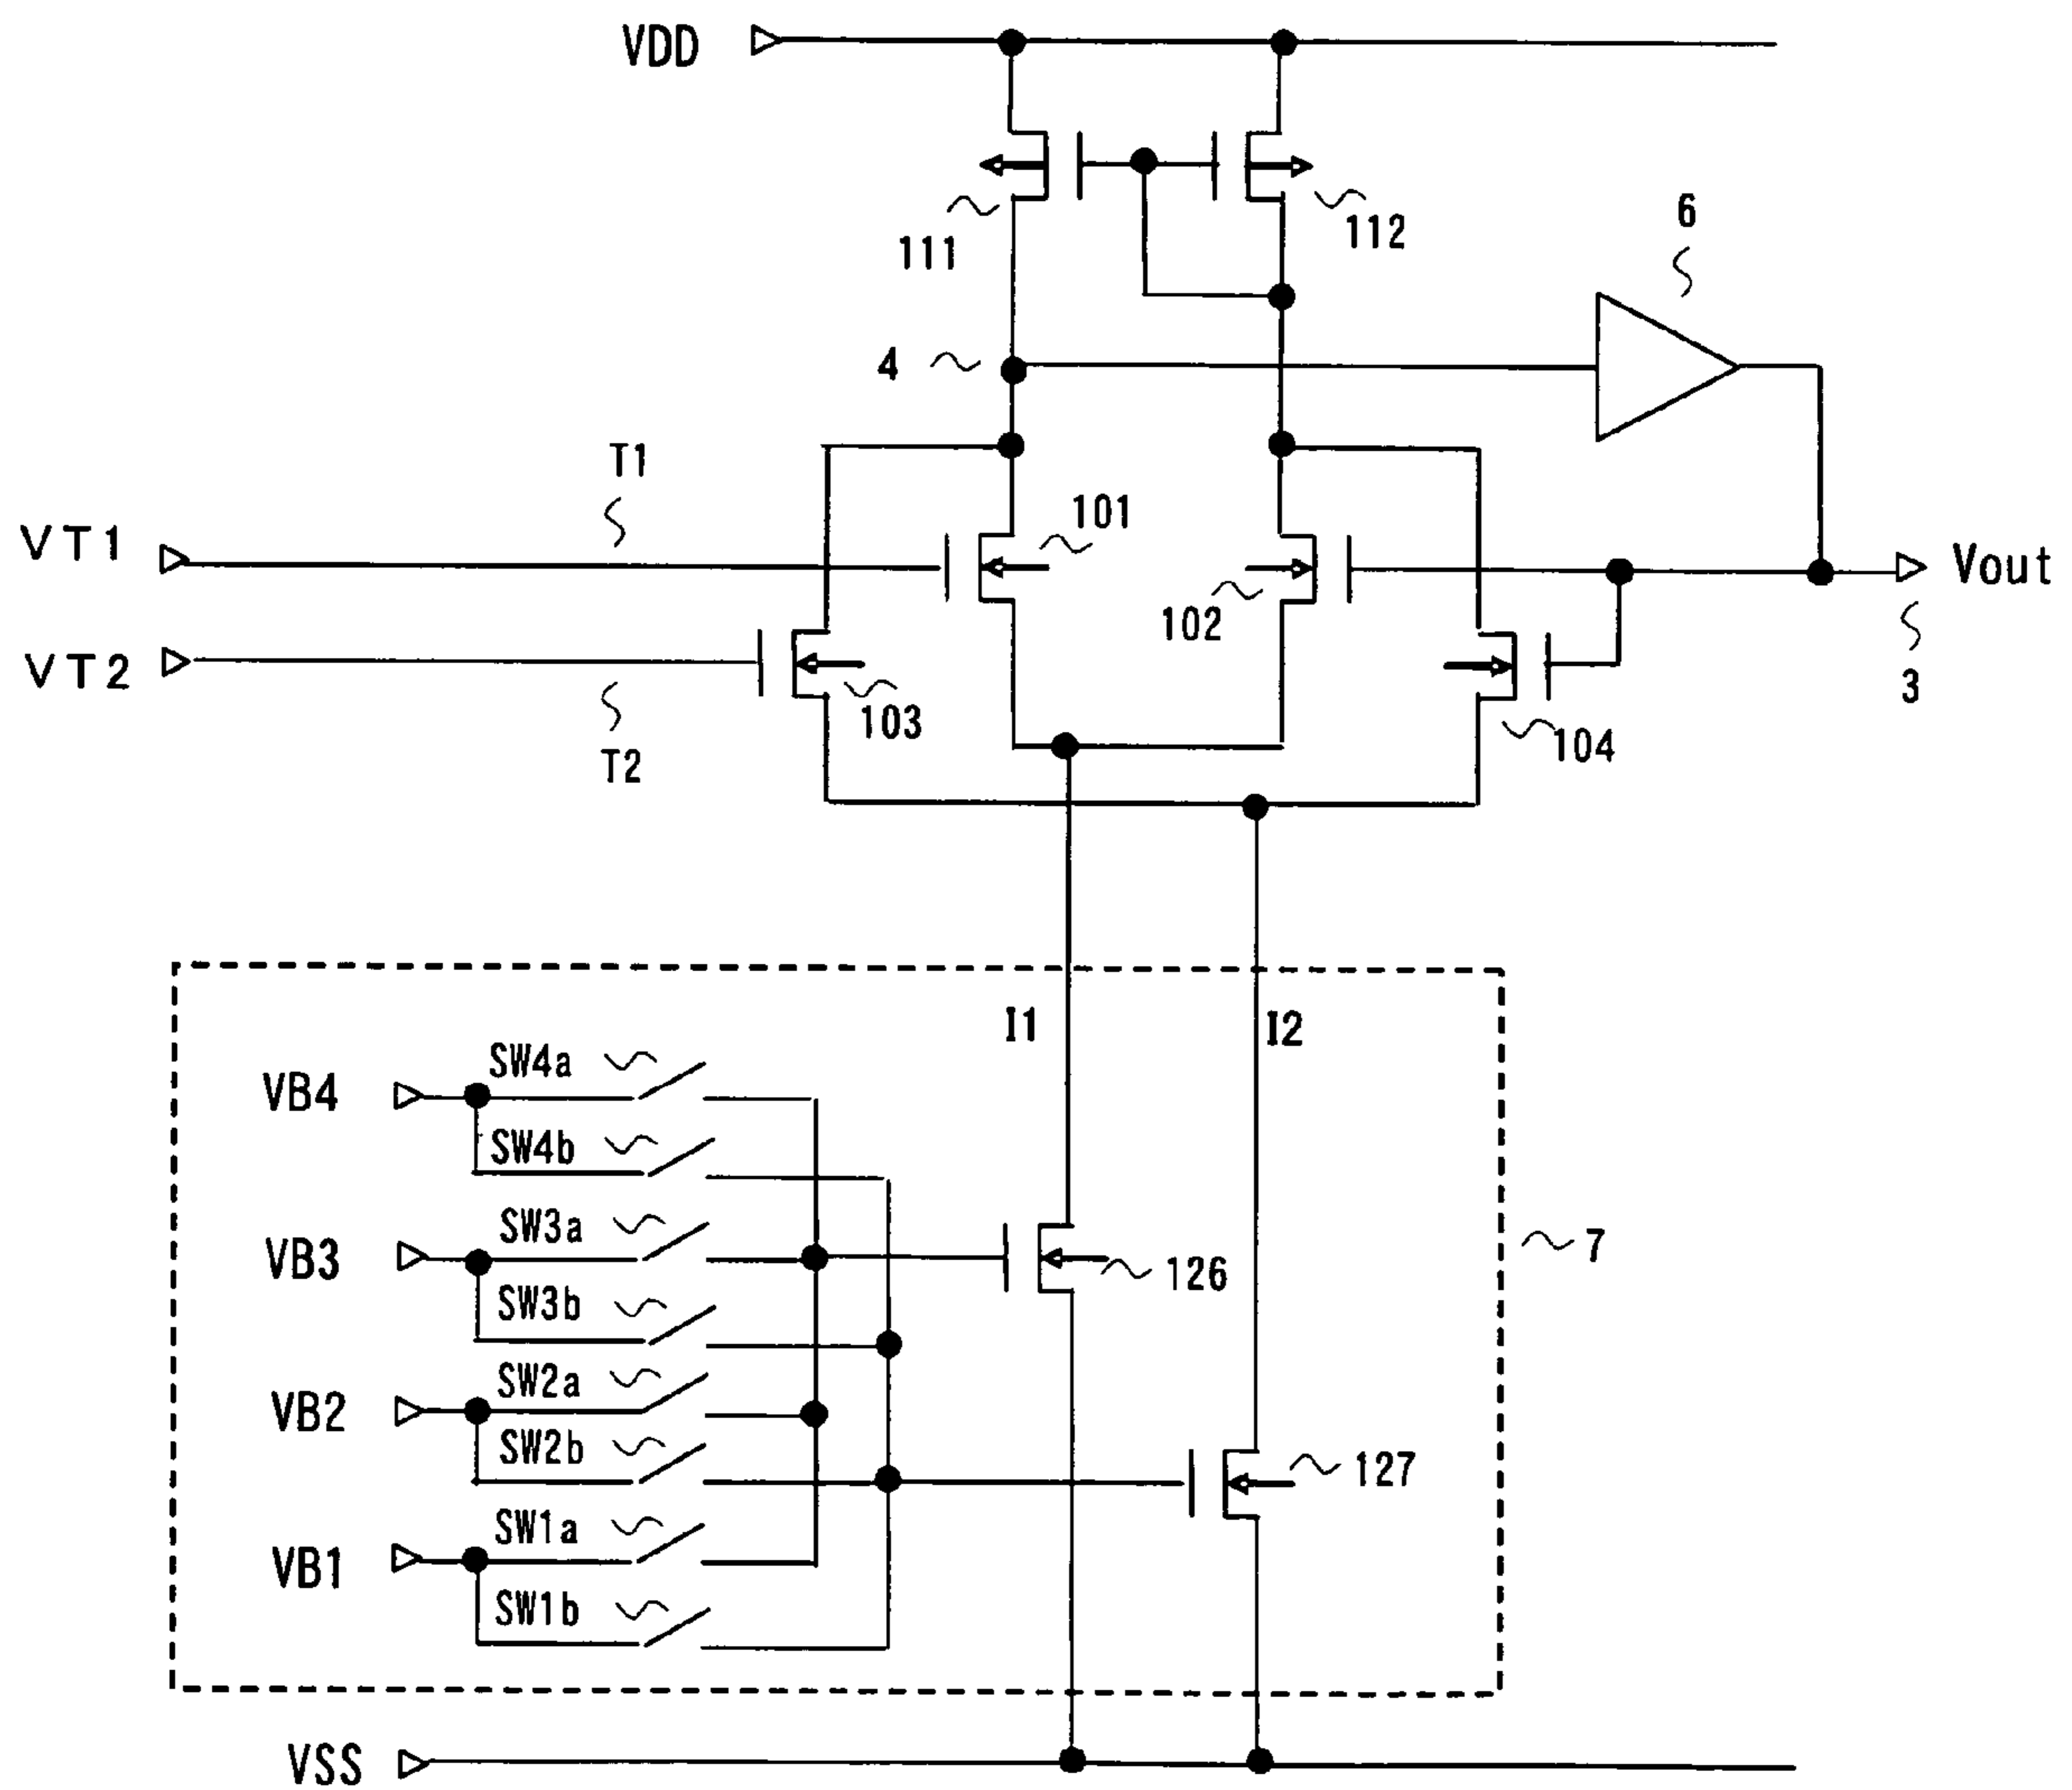 VDD
6
111
112
4
T1
101
VT1
Vout
102
VT2
103
3
104
T2
I1
I2
SW4a
VB4
SW4b
SW3a
VB3
7
126
SW3b
SW2a
VB2
SW2b
127
SW1a
VB1
SW1b
VSS